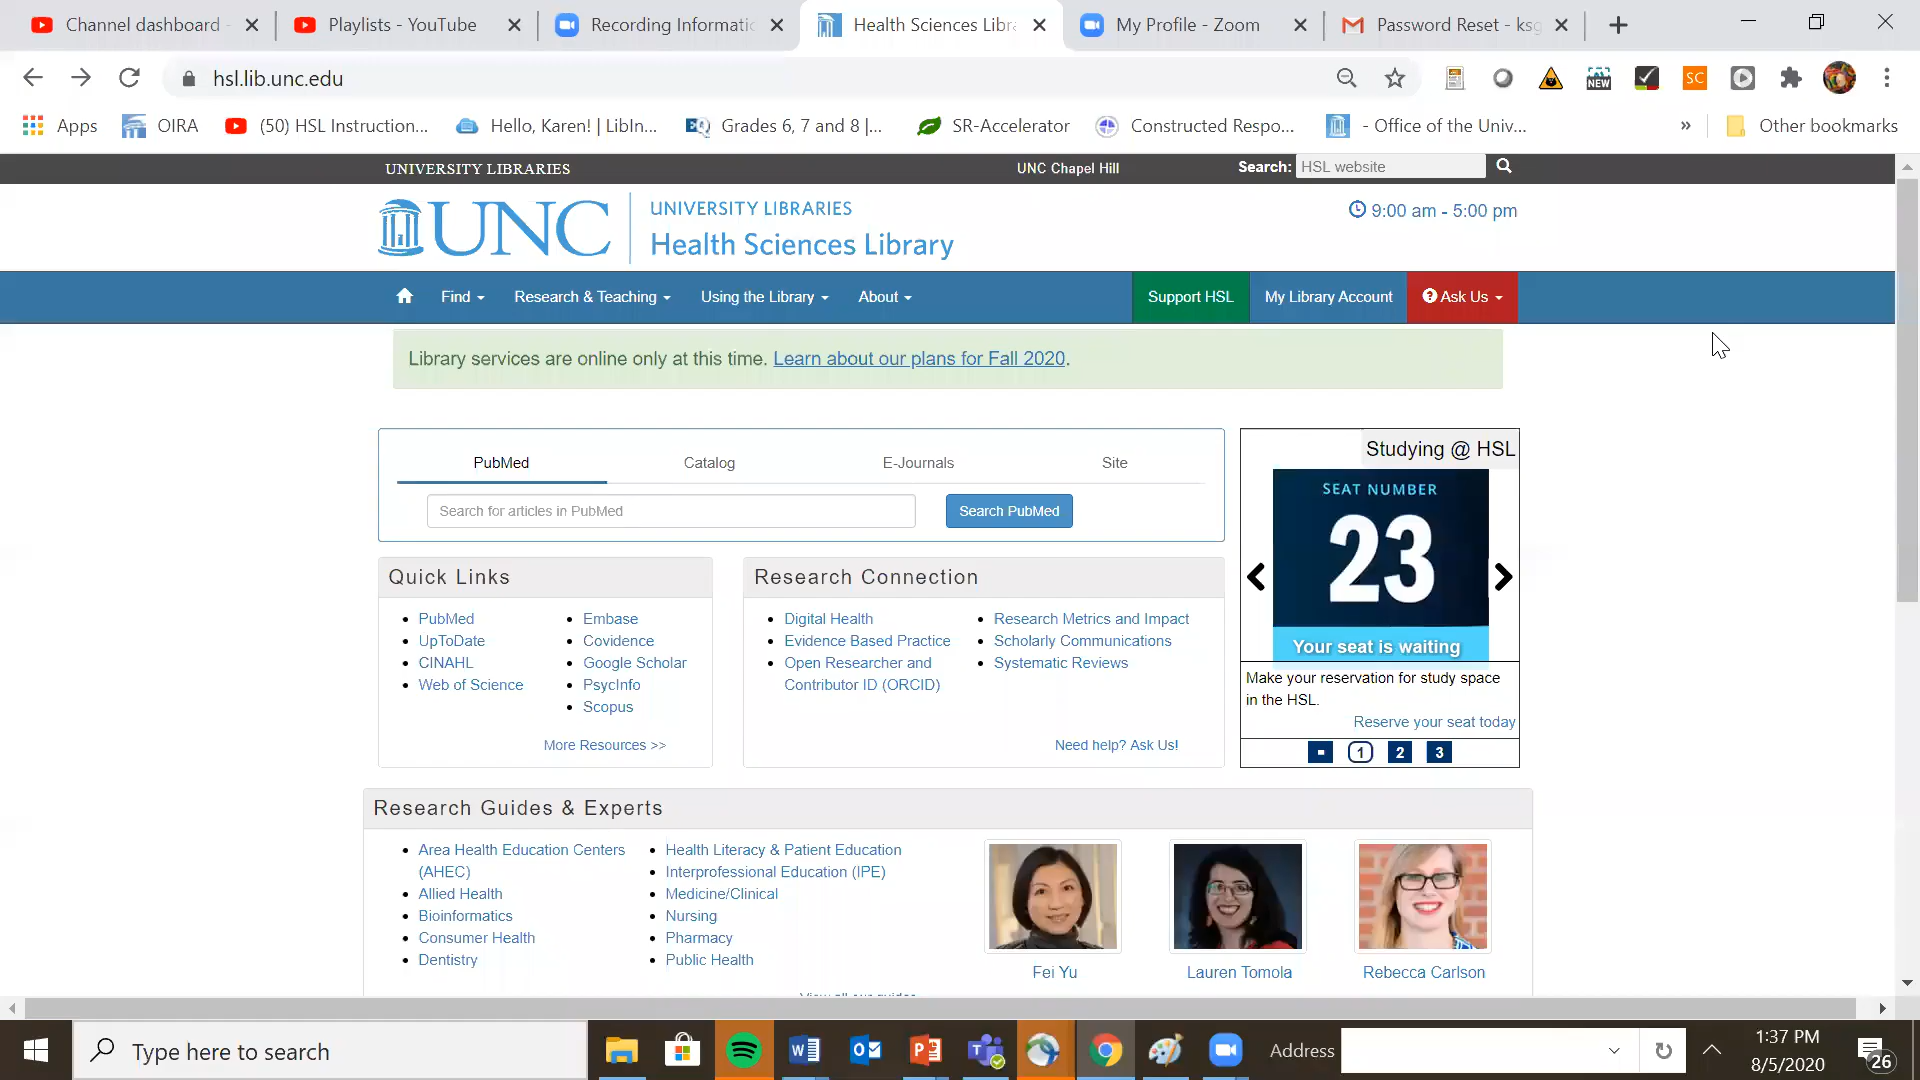 Channel dashboard
Playlists - YouTube
Recording Informatic
Health Sciences Libra
My Profile - Zoom
Password Reset - ksg
hsl.lib.unc.edu
NEW
SC
Apps
OIRA
(50) HSL Instruction...
Hello, Karen! | LibIn...
EQ
Grades 6, 7 and 8 |...
SR-Accelerator
Constructed Respo...
- Office of the Univ...
»
Other bookmarks
UNIVERSITY LIBRARIES
UNC Chapel Hill
Search:
HSL website
UNC
UNIVERSITY LIBRARIES
Health Sciences Library
9:00 am - 5:00 pm
Find
Research & Teaching
Using the Library
About
Support HSL
My Library Account
Ask Us
Library services are online only at this time. Learn about our plans for Fall 2020.
PubMed
Catalog
E-Journals
Site
Search for articles in PubMed
Search PubMed
Studying @ HSL
SEAT NUMBER
23
Your seat is waiting
Make your reservation for study space
in the HSL.
Reserve your seat today
1
2
3
Quick Links
PubMed
UpToDate
CINAHL
Web of Science
Embase
Covidence
Google Scholar
PsycInfo
Scopus
More Resources >>
Research Connection
Digital Health
Evidence Based Practice
Open Researcher and
Contributor ID (ORCID)
Research Metrics and Impact
Scholarly Communications
Systematic Reviews
Need help? Ask Us!
Research Guides & Experts
Area Health Education Centers
(AHEC)
Allied Health
Bioinformatics
Consumer Health
Dentistry
Health Literacy & Patient Education
Interprofessional Education (IPE)
Medicine/Clinical
Nursing
Pharmacy
Public Health
View all our guides
Fei Yu
Lauren Tomola
Rebecca Carlson
Type here to search
Address
1:37 PM
8/5/2020
26